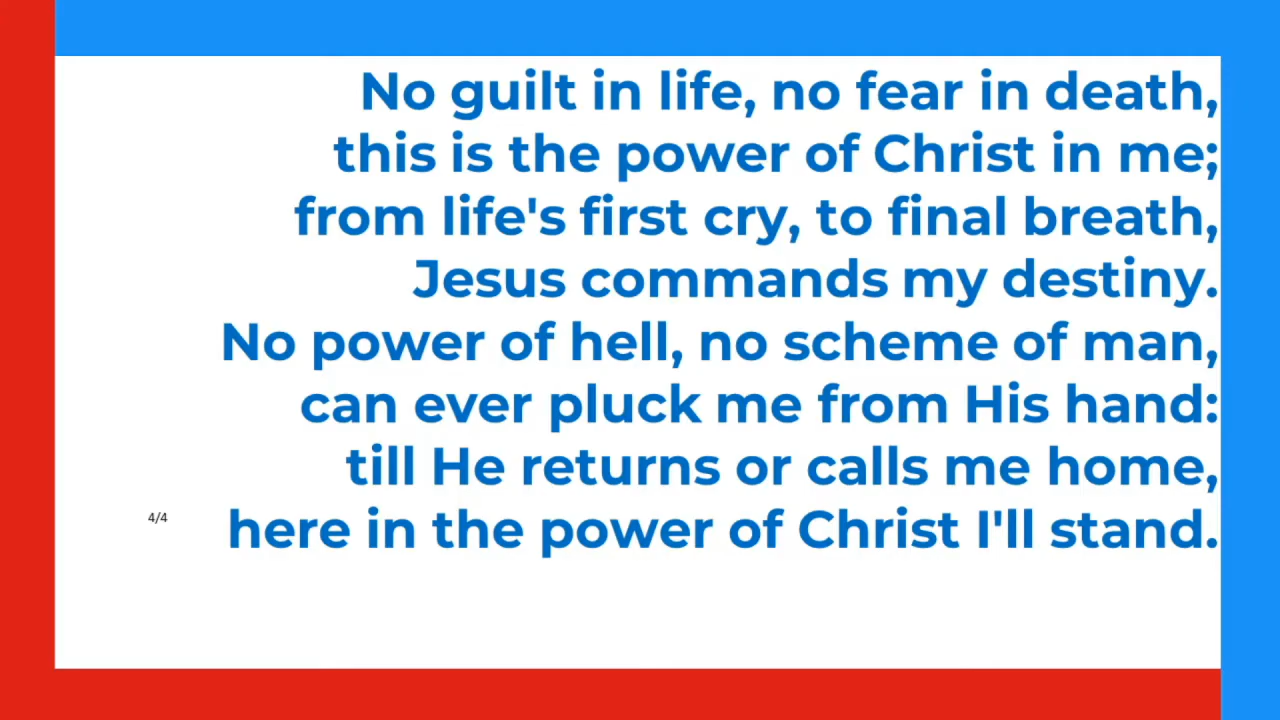 No guilt in life, no fear in death,
this is the power of Christ in me;
from life's first cry, to final breath,
Jesus commands my destiny.
No power of hell, no scheme of man,
can ever pluck me from His hand:
till He returns or calls me home,
4/4
here in the power of Christ I'll stand.